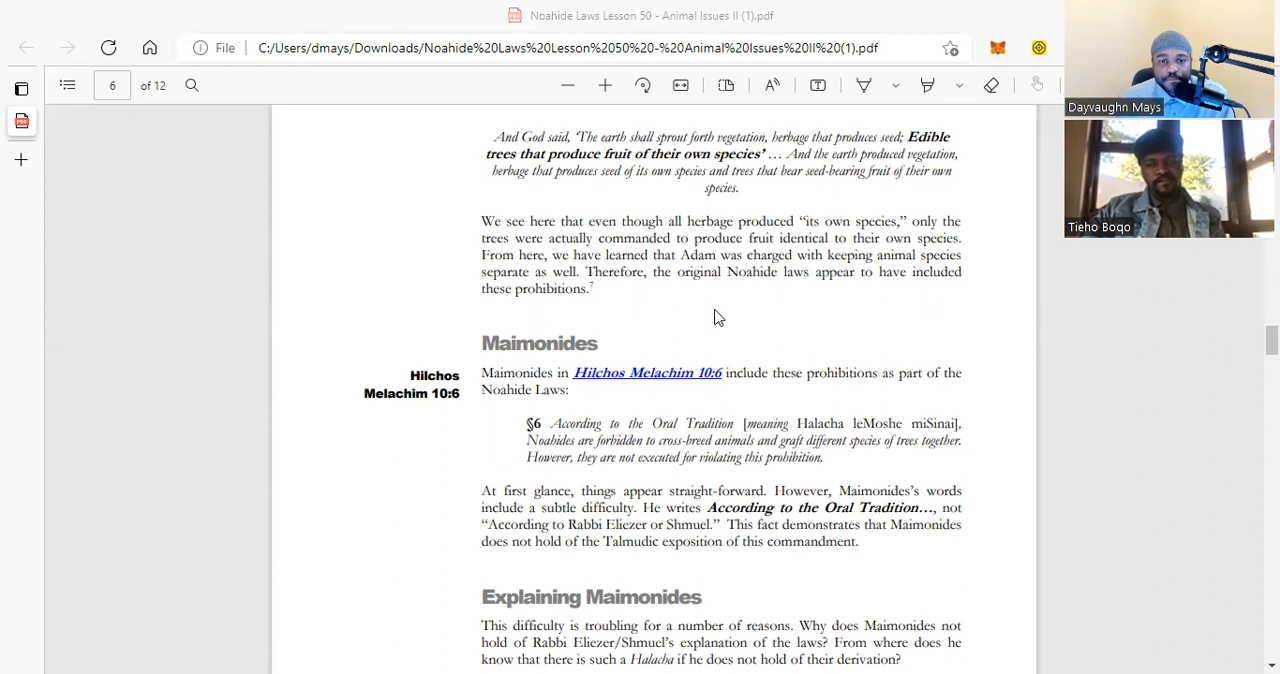 Noahide Laws Lesson 50 - Animal Issues II (1).pdf
File
C:/Users/dmays/Downloads/Noahide%20Laws%20Lesson%2050%20-%20Animal%20Issues%20II%20(1).pdf
6 of 12
And God said, ‘The earth shall sprout forth vegetation, herbage that produces seed; Edible
trees that produce fruit of their own species’ … And the earth produced vegetation,
herbage that produces seed of its own species and trees that bear seed-bearing fruit of their own
species.
We see here that even though all herbage produced “its own species,” only the
trees were actually commanded to produce fruit identical to their own species.
From here, we have learned that Adam was charged with keeping animal species
separate as well. Therefore, the original Noahide laws appear to have included
these prohibitions.7
Maimonides
Hilchos
Melachim 10:6
Maimonides in Hilchos Melachim 10:6 include these prohibitions as part of the
Noahide Laws:
§6 According to the Oral Tradition [meaning Halacha leMoshe miSinai],
Noahides are forbidden to cross-breed animals and graft different species of trees together.
However, they are not executed for violating this prohibition.
At first glance, things appear straight-forward. However, Maimonides’s words
include a subtle difficulty. He writes According to the Oral Tradition…, not
“According to Rabbi Eliezer or Shmuel.” This fact demonstrates that Maimonides
does not hold of the Talmudic exposition of this commandment.
Explaining Maimonides
This difficulty is troubling for a number of reasons. Why does Maimonides not
hold of Rabbi Eliezer/Shmuel’s explanation of the laws? From where does he
know that there is such a Halacha if he does not hold of their derivation?
Dayvaughn Mays
Tieho Boqo